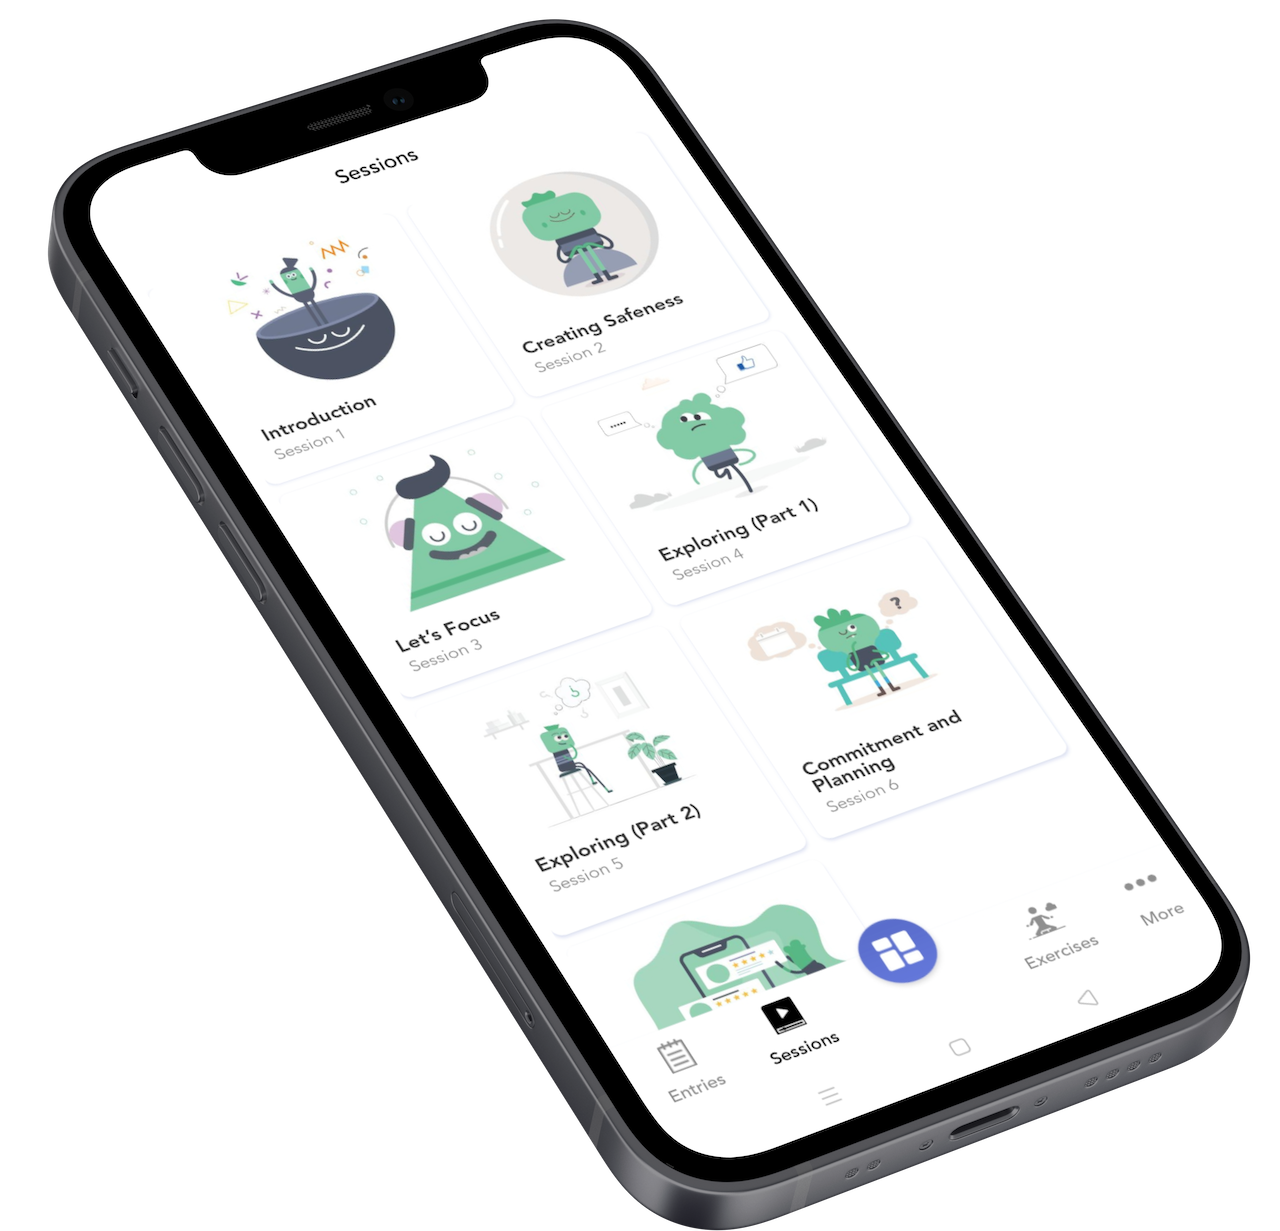 Sessions
Introduction
Session 1
Creating Safeness
Session 2
Let's Focus
Session 3
Exploring (Part 1)
Session 4
?
Exploring (Part 2)
Session 5
Commitment and
Planning
Session 6
Entries
Sessions
Exercises
More